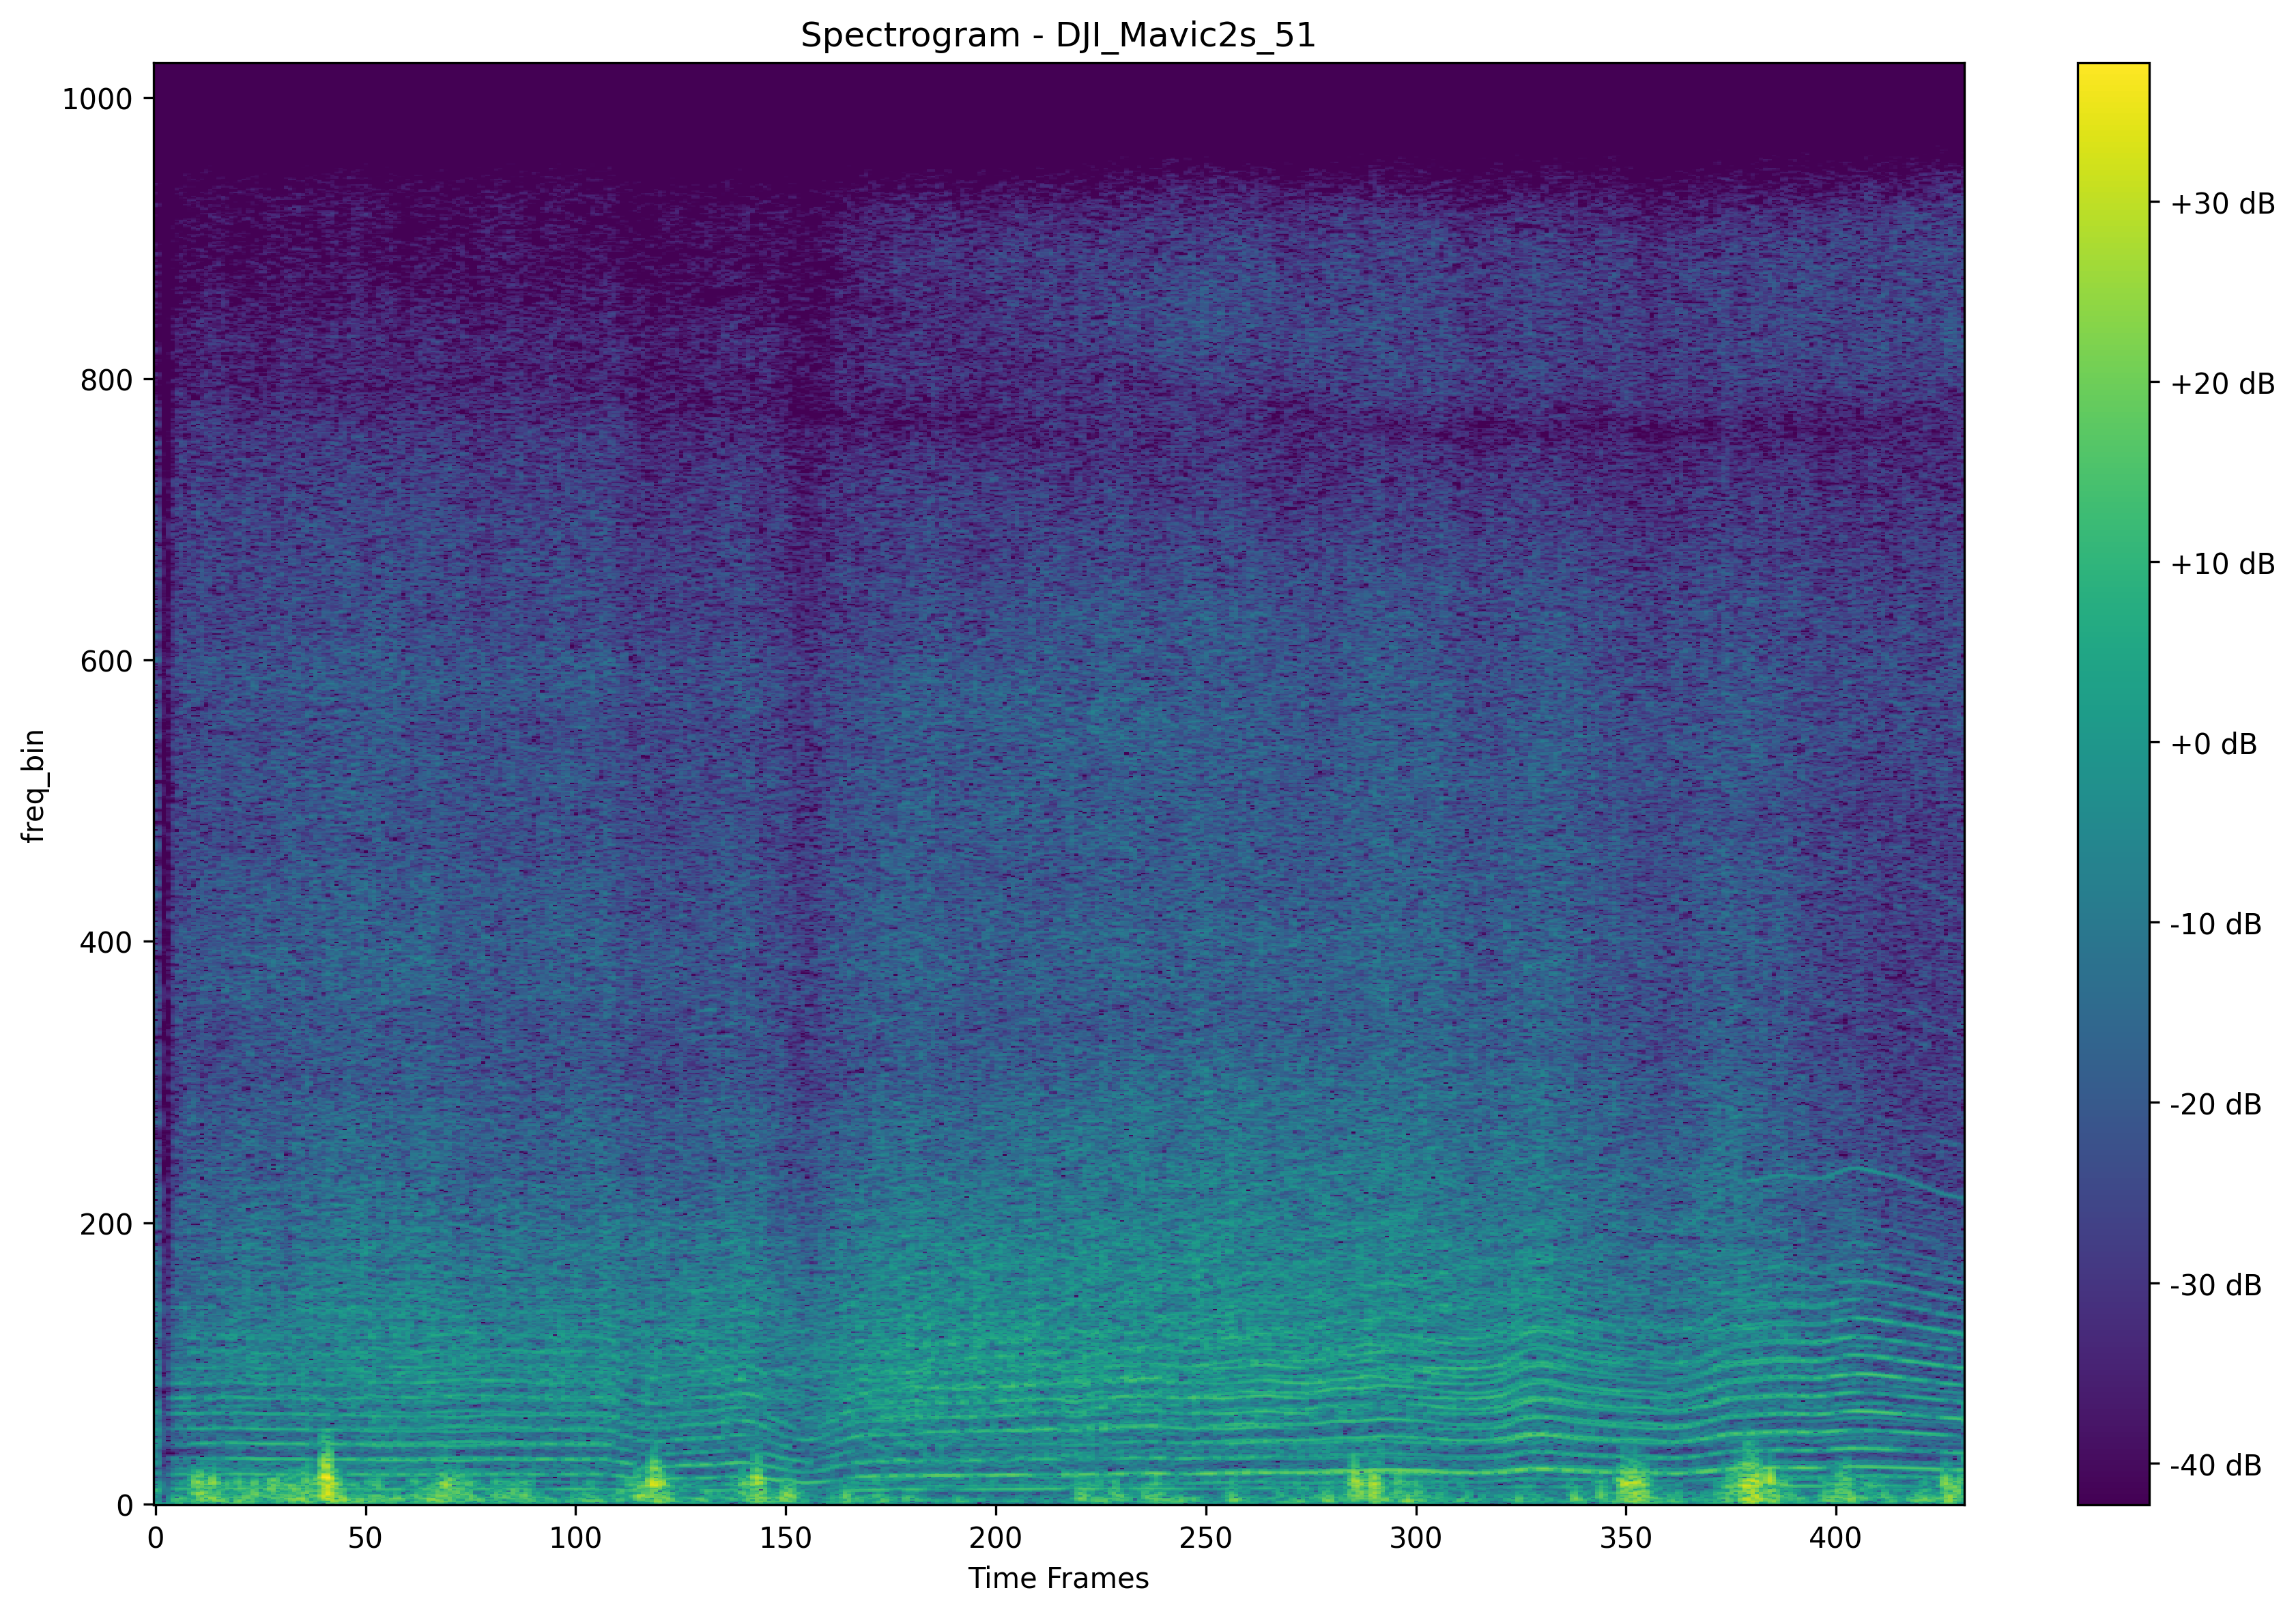 Spectrogram - DJI_Mavic2s_51
1000
800
600
400
200
0
freq_bin
0 50 100 150 200 250 300 350 400
Time Frames
+30 dB
+20 dB
+10 dB
+0 dB
-10 dB
-20 dB
-30 dB
-40 dB